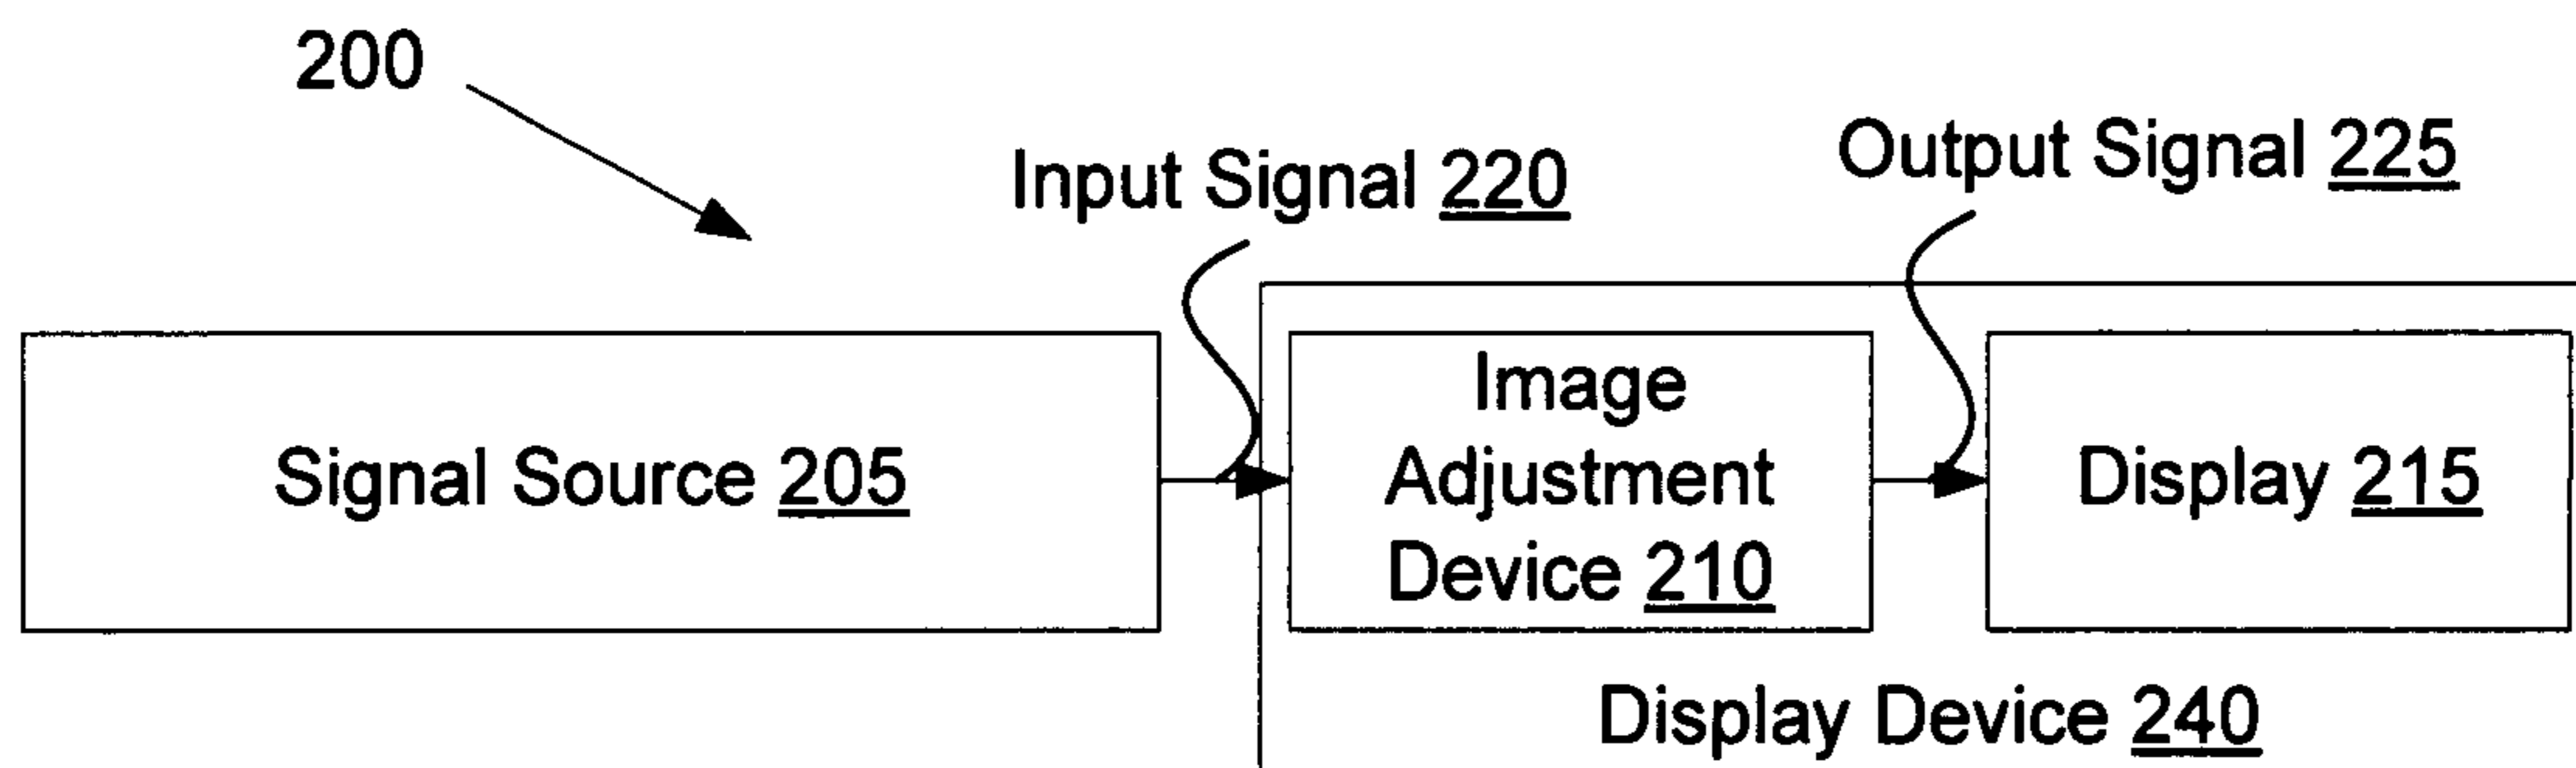 200
Input Signal 220
Output Signal 225
Signal Source 205
Image
Adjustment
Device 210
Display 215
Display Device 240